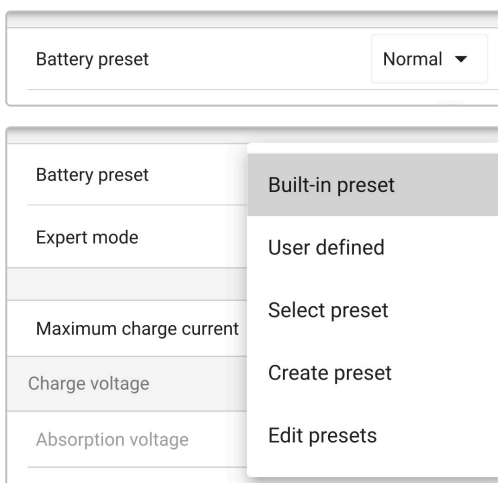 Battery preset Normal
Battery preset
Built-in preset
Expert mode
User defined
Select preset
Maximum charge current
Create preset
Charge voltage
Absorption voltage
Edit presets